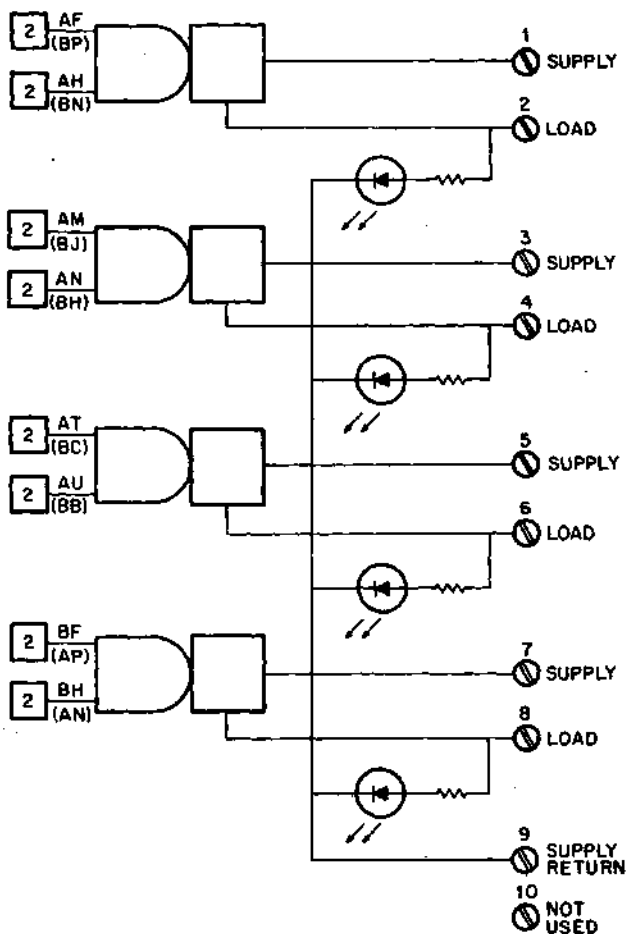 2 AF (BP)
2 AH (BN)
1 SUPPLY
2 LOAD
2 AM (BJ)
2 AN (BH)
3 SUPPLY
4 LOAD
2 AT (BC)
2 AU (BB)
5 SUPPLY
6 LOAD
2 BF (AP)
2 BH (AN)
7 SUPPLY
8 LOAD
9 SUPPLY
RETURN
10 NOT
USED